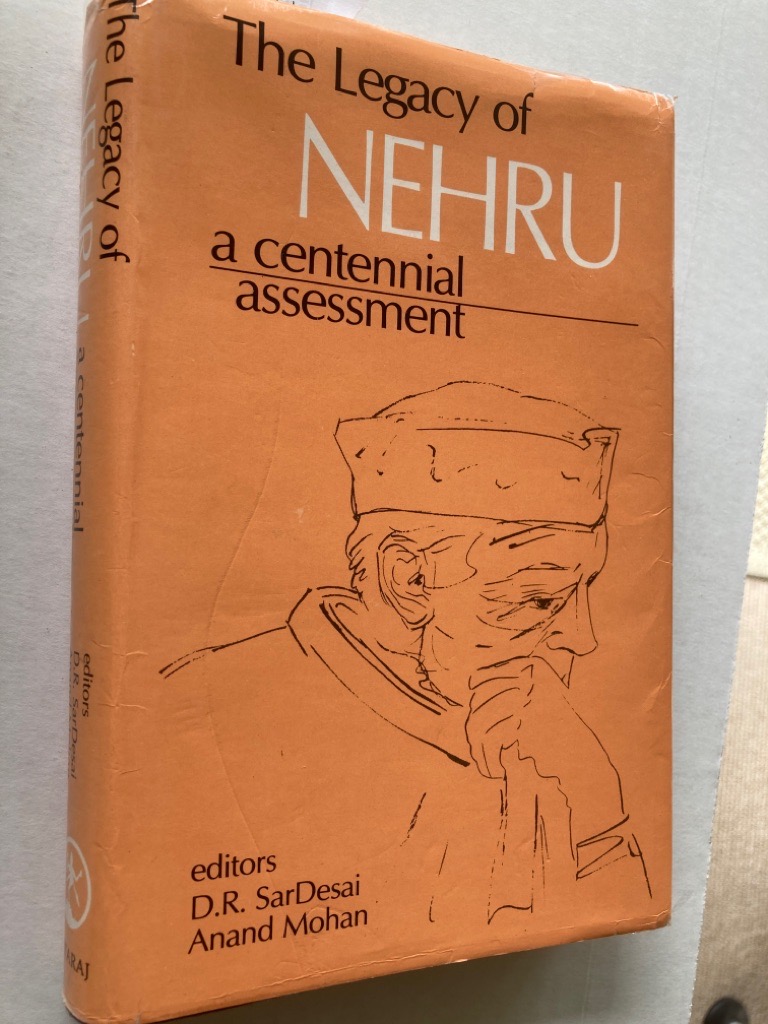 The Legacy of
NEHRU
a centennial
assessment
editors
D.R. SarDesai
Anand Mohan
The Legacy of
a centennial
editors
D.R. SarDesai